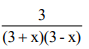 3
(3 + x)(3 - x)